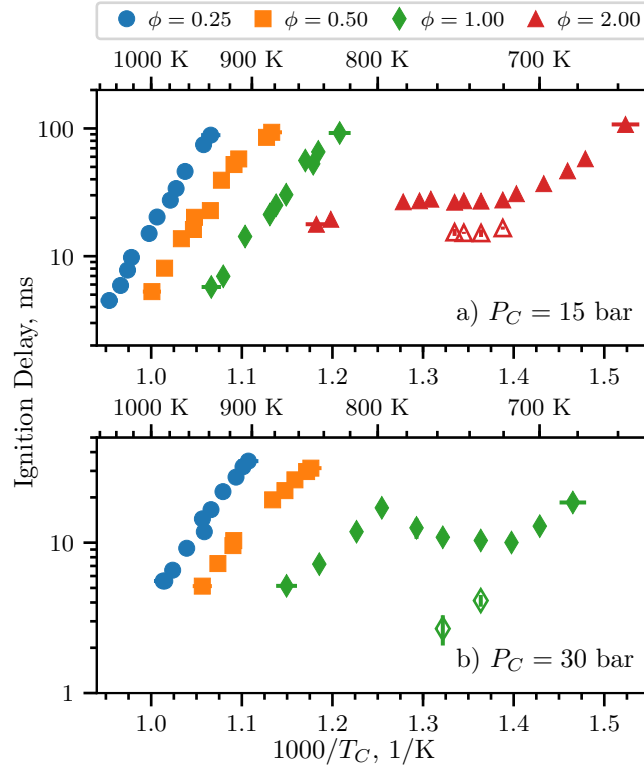 ϕ = 0.25 ϕ = 0.50 ϕ = 1.00 ϕ = 2.00
1000 K 900 K 800 K 700 K
100
10
a) P_C = 15 bar
1.0 1.1 1.2 1.3 1.4 1.5
Ignition Delay, ms
1000 K 900 K 800 K 700 K
10
1
b) P_C = 30 bar
1.0 1.1 1.2 1.3 1.4 1.5
1000/T_C, 1/K